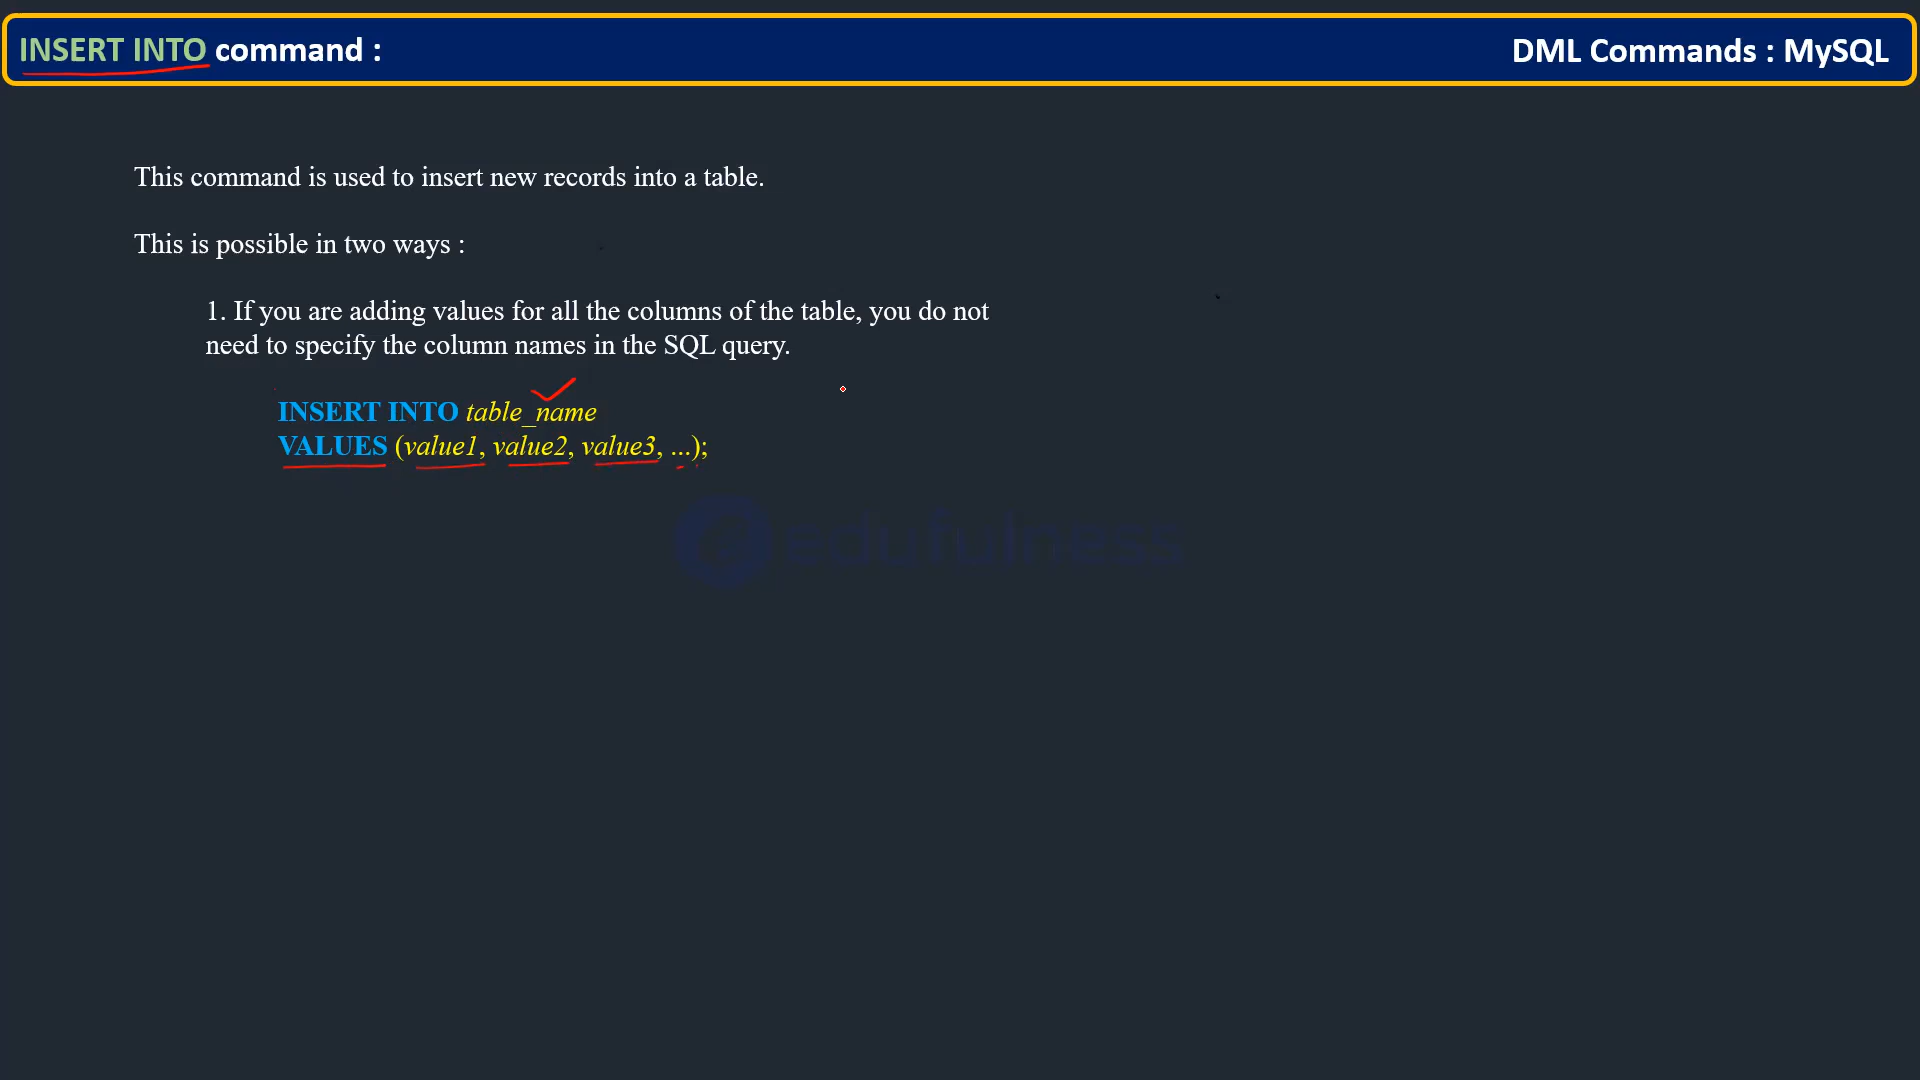 INSERT INTO command :
DML Commands : MySQL
This command is used to insert new records into a table.
This is possible in two ways :
1. If you are adding values for all the columns of the table, you do not
need to specify the column names in the SQL query.
INSERT INTO table_name
VALUES (value1, value2, value3, ...);
edufulness